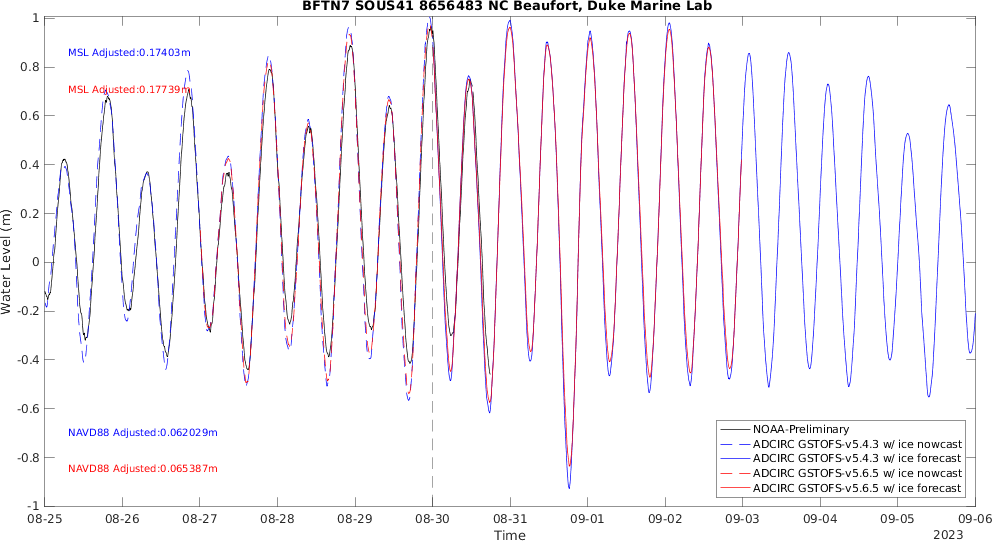 BFTN7 SOUS41 8656483 NC Beaufort, Duke Marine Lab
1
0.8
0.6
0.4
0.2
0
-0.2
-0.4
-0.6
-0.8
-1
Water Level (m)
MSL Adjusted:0.17403m
MSL Adjusted:0.17739m
NAVD88 Adjusted:0.062029m
NAVD88 Adjusted:0.065387m
NOAA-Preliminary
ADCIRC GSTOFS-v5.4.3 w/ ice nowcast
ADCIRC GSTOFS-v5.4.3 w/ ice forecast
ADCIRC GSTOFS-v5.6.5 w/ ice nowcast
ADCIRC GSTOFS-v5.6.5 w/ ice forecast
08-25 08-26 08-27 08-28 08-29 08-30 08-31 09-01 09-02 09-03 09-04 09-05 09-06
Time
2023